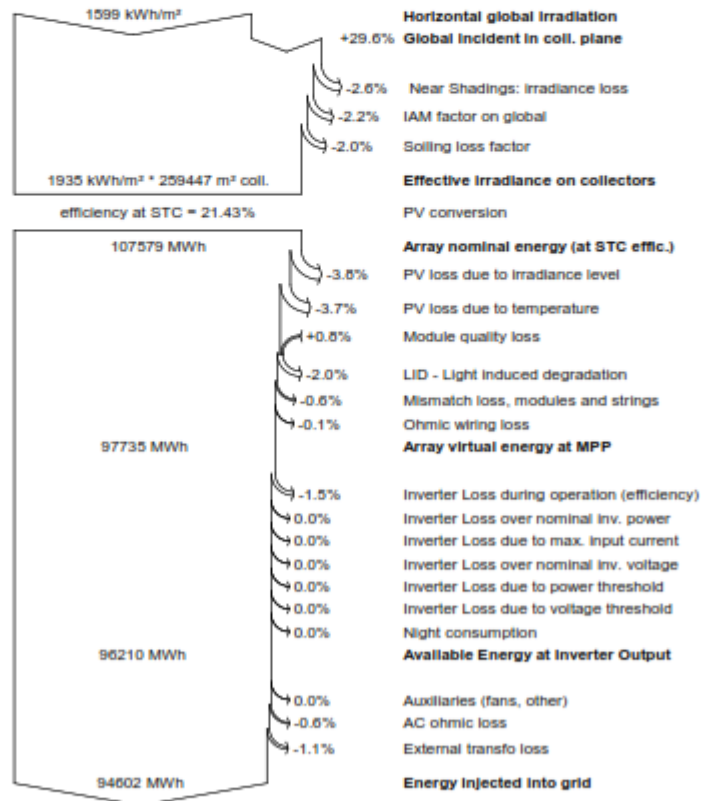 1599 kWh/m² Horizontal global irradiation
+29.6% Global incident in coll. plane
-2.6% Near Shadings: irradiance loss
-2.2% IAM factor on global
-2.0% Soiling loss factor
1935 kWh/m² * 259447 m² coll. Effective irradiance on collectors
efficiency at STC = 21.43% PV conversion
107579 MWh Array nominal energy (at STC effic.)
-3.8% PV loss due to irradiance level
-3.7% PV loss due to temperature
+0.8% Module quality loss
-2.0% LID - Light induced degradation
-0.6% Mismatch loss, modules and strings
-0.1% Ohmic wiring loss
97735 MWh Array virtual energy at MPP
-1.5% Inverter Loss during operation (efficiency)
0.0% Inverter Loss over nominal inv. power
0.0% Inverter Loss due to max. input current
0.0% Inverter Loss over nominal inv. voltage
0.0% Inverter Loss due to power threshold
0.0% Inverter Loss due to voltage threshold
0.0% Night consumption
96210 MWh Available Energy at Inverter Output
0.0% Auxiliaries (fans, other)
-0.6% AC ohmic loss
-1.1% External transfo loss
94602 MWh Energy injected into grid